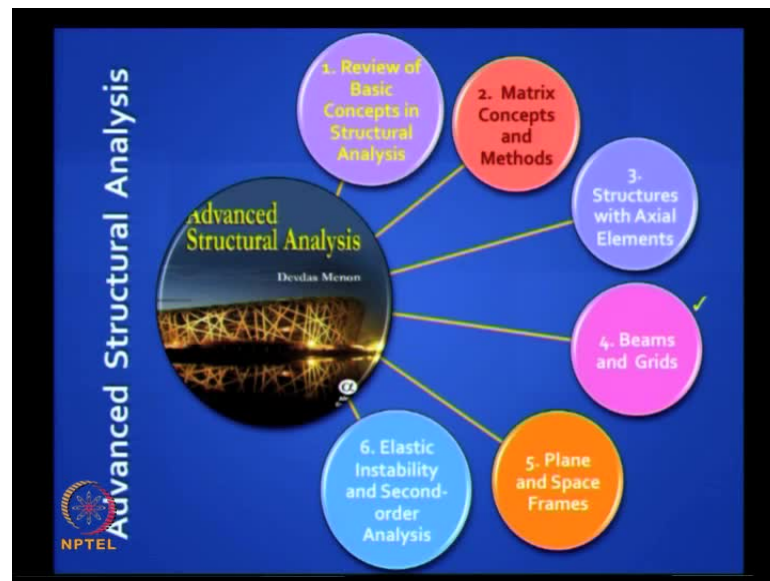 Advanced Structural Analysis
1. Review of
Basic
Concepts in
Structural
Analysis
2. Matrix
Concepts
and
Methods
3.
Structures
with Axial
Elements
4. Beams
and Grids
5. Plane
and Space
Frames
6. Elastic
Instability
and Second-
order
Analysis
Advanced
Structural Analysis
Devdas Menon
NPTEL